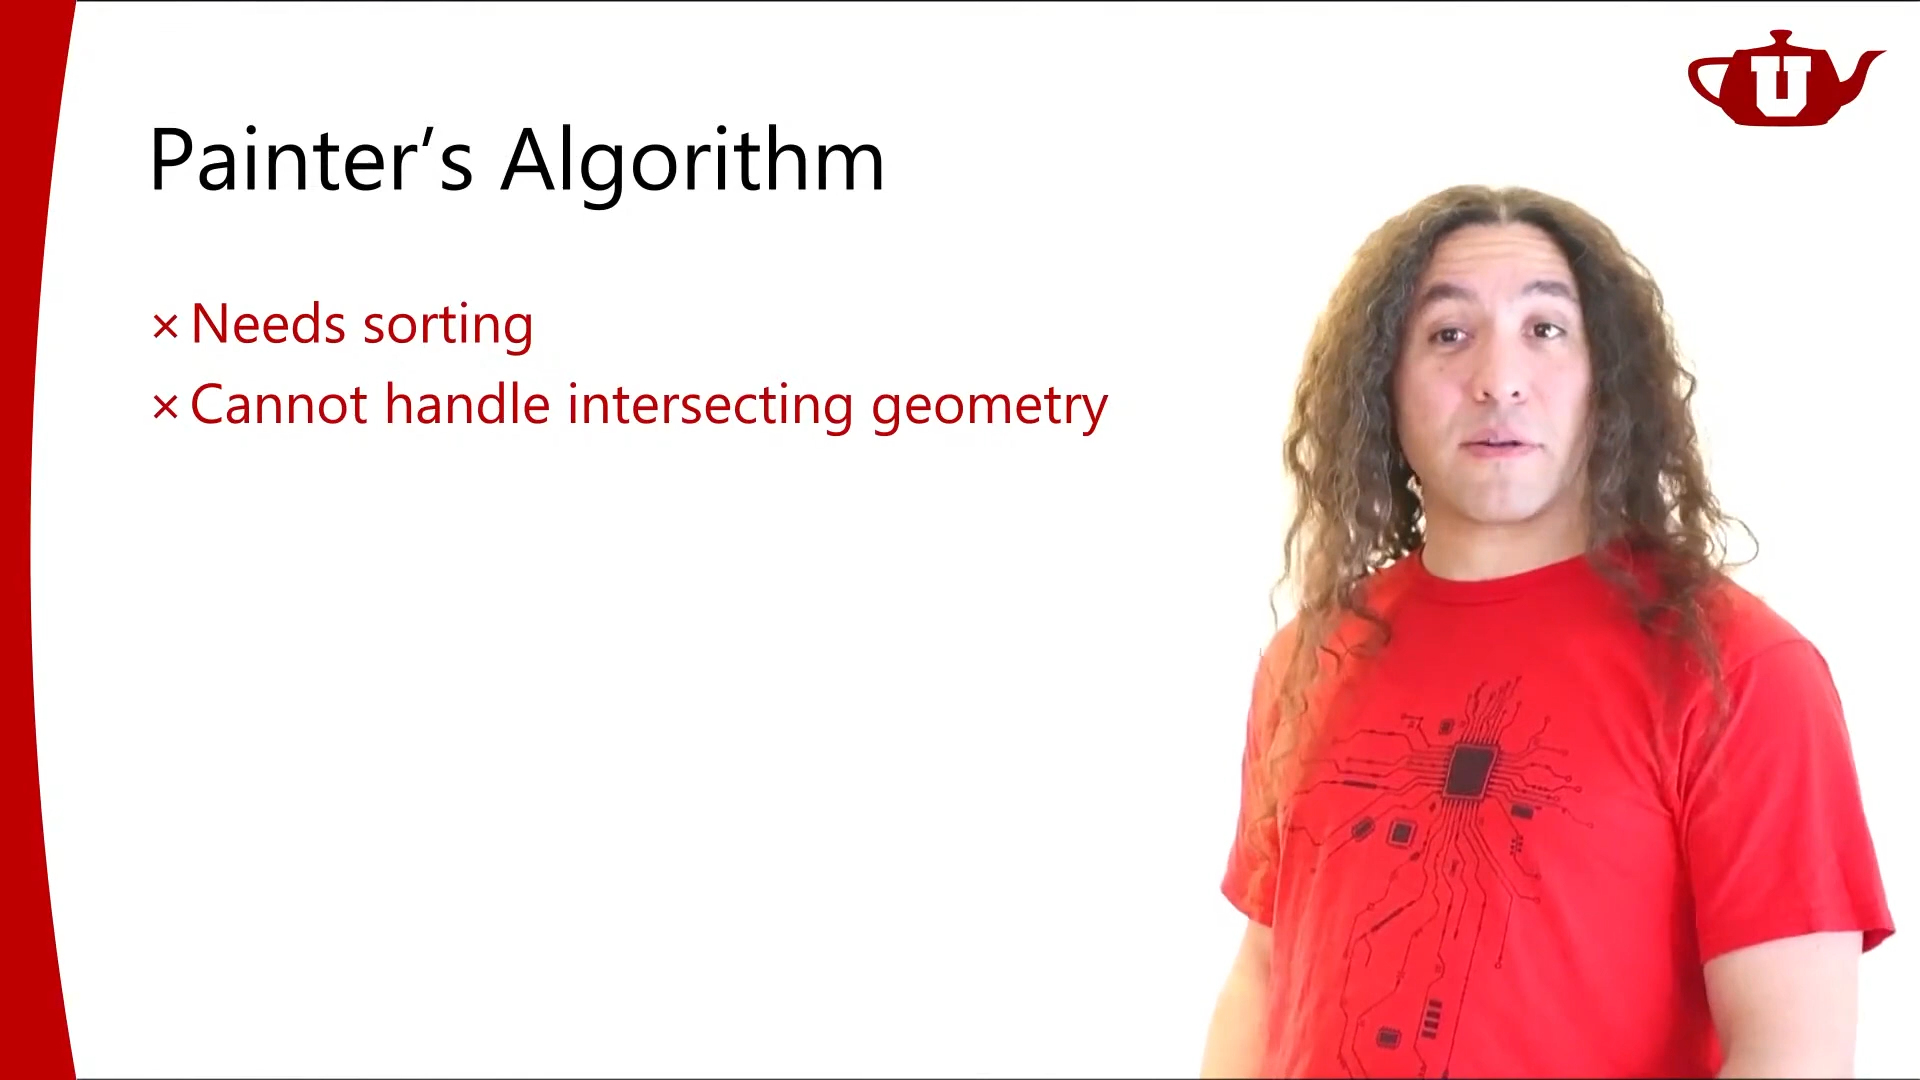 U
Painter’s Algorithm
× Needs sorting
× Cannot handle intersecting geometry